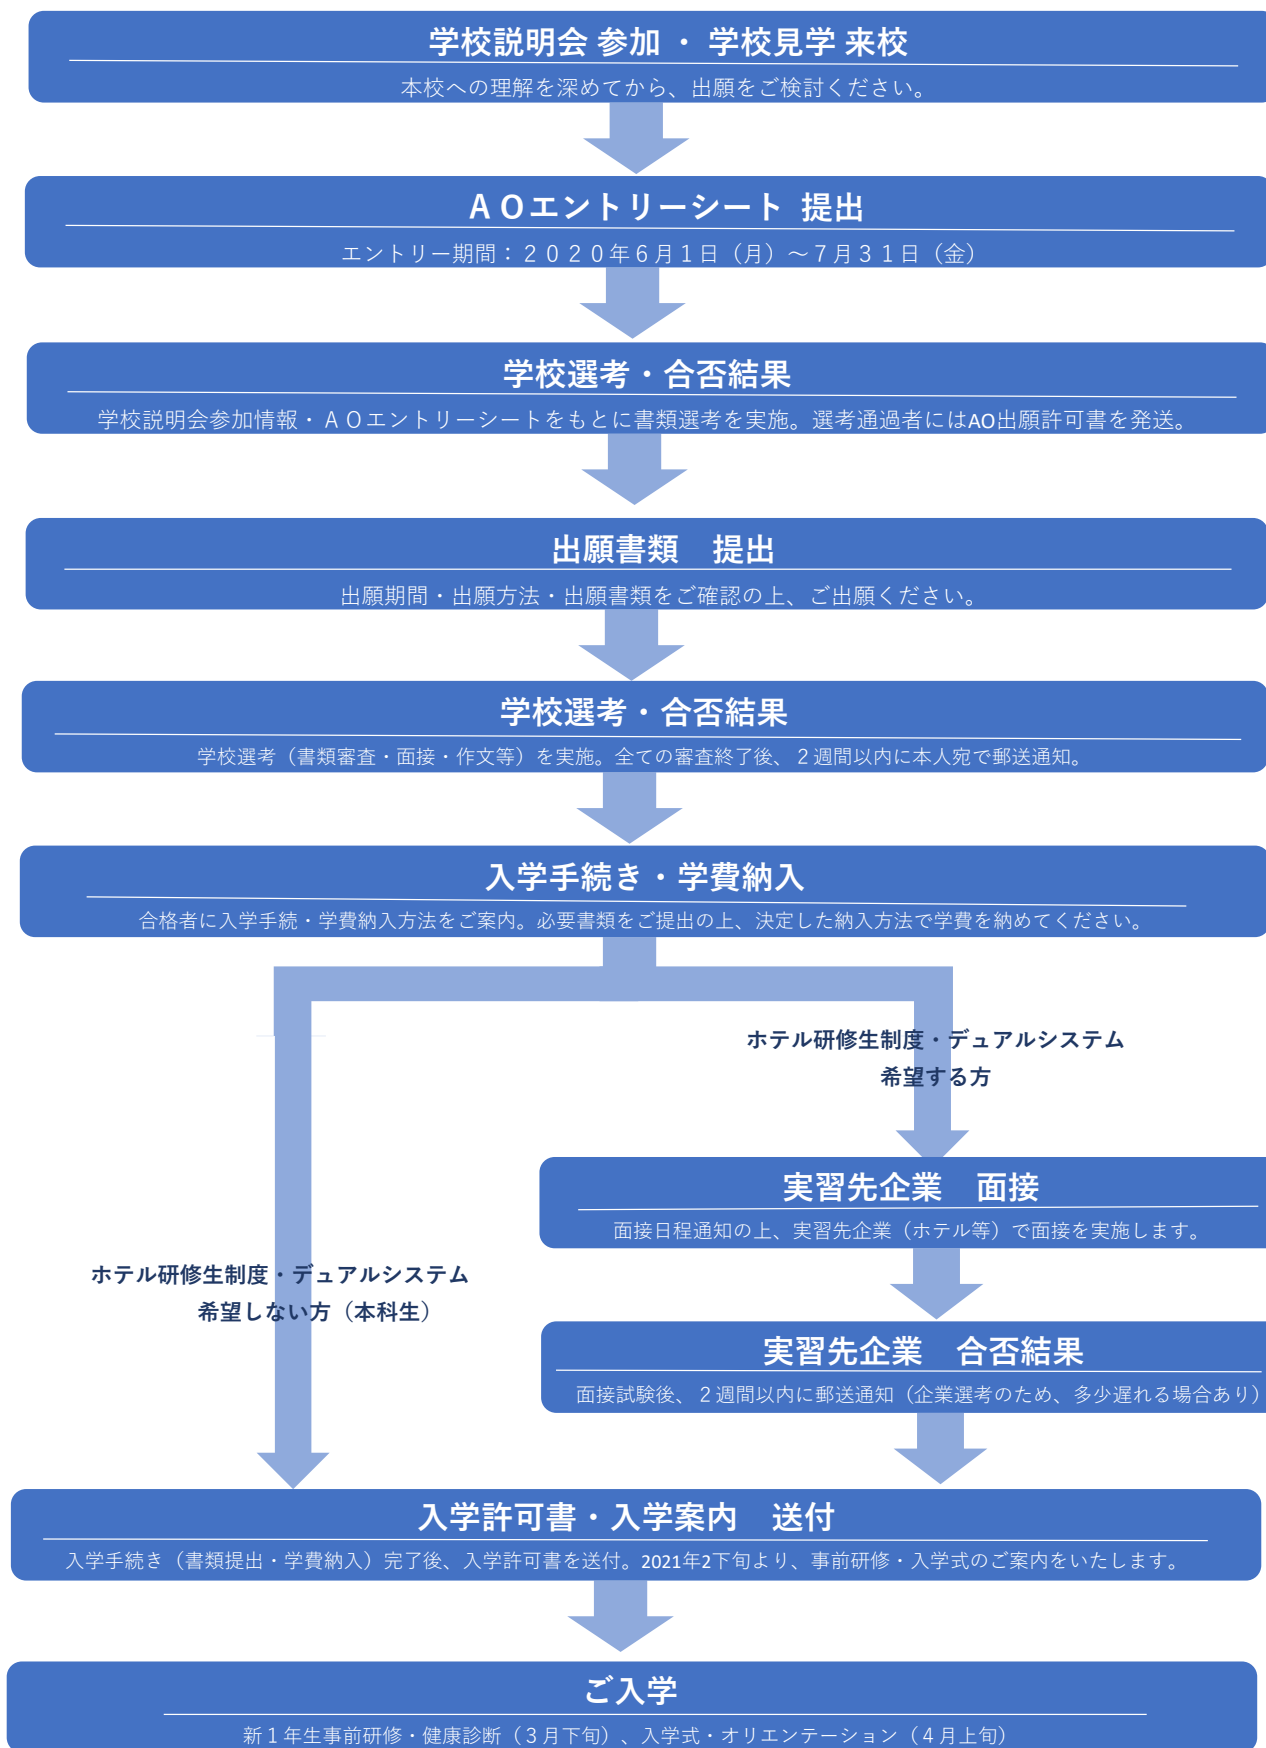 学校説明会 参加 ・ 学校見学 来校
本校への理解を深めてから、出願をご検討ください。
ＡＯエントリーシート 提出
エントリー期間：２０２０年６月１日（月）～７月３１日（金）
学校選考・合否結果
学校説明会参加情報・ＡＯエントリーシートをもとに書類選考を実施。選考通過者にはAO出願許可書を発送。
出願書類　提出
出願期間・出願方法・出願書類をご確認の上、ご出願ください。
学校選考・合否結果
学校選考（書類審査・面接・作文等）を実施。全ての審査終了後、２週間以内に本人宛で郵送通知。
入学手続き・学費納入
合格者に入学手続・学費納入方法をご案内。必要書類をご提出の上、決定した納入方法で学費を納めてください。
ホテル研修生制度・デュアルシステム
希望する方
実習先企業　面接
面接日程通知の上、実習先企業（ホテル等）で面接を実施します。
ホテル研修生制度・デュアルシステム
希望しない方（本科生）
実習先企業　合否結果
面接試験後、２週間以内に郵送通知（企業選考のため、多少遅れる場合あり）
入学許可書・入学案内　送付
入学手続き（書類提出・学費納入）完了後、入学許可書を送付。2021年2下旬より、事前研修・入学式のご案内をいたします。
ご入学
新１年生事前研修・健康診断（３月下旬）、入学式・オリエンテーション（４月上旬）